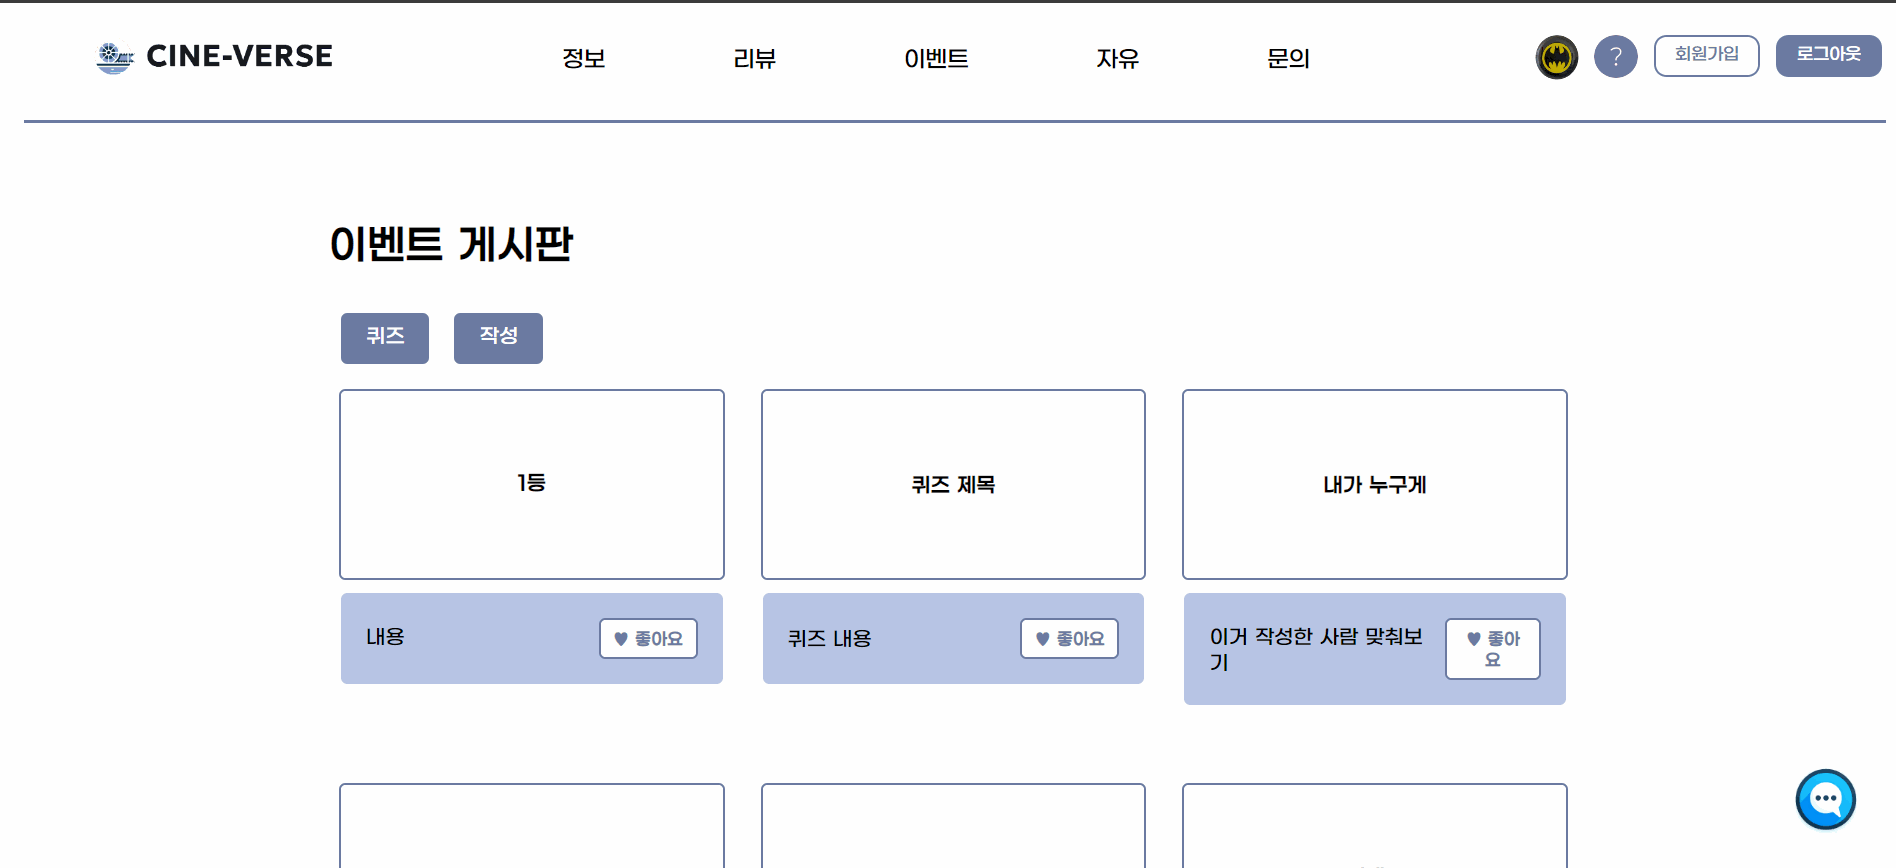 CINE-VERSE
정보
리뷰
이벤트
자유
문의
?
회원가입
로그아웃
이벤트 게시판
퀴즈
작성
1등
퀴즈 제목
내가 누구게
내용
♥ 좋아요
퀴즈 내용
♥ 좋아요
이거 작성한 사람 맞춰보
기
♥ 좋아
요